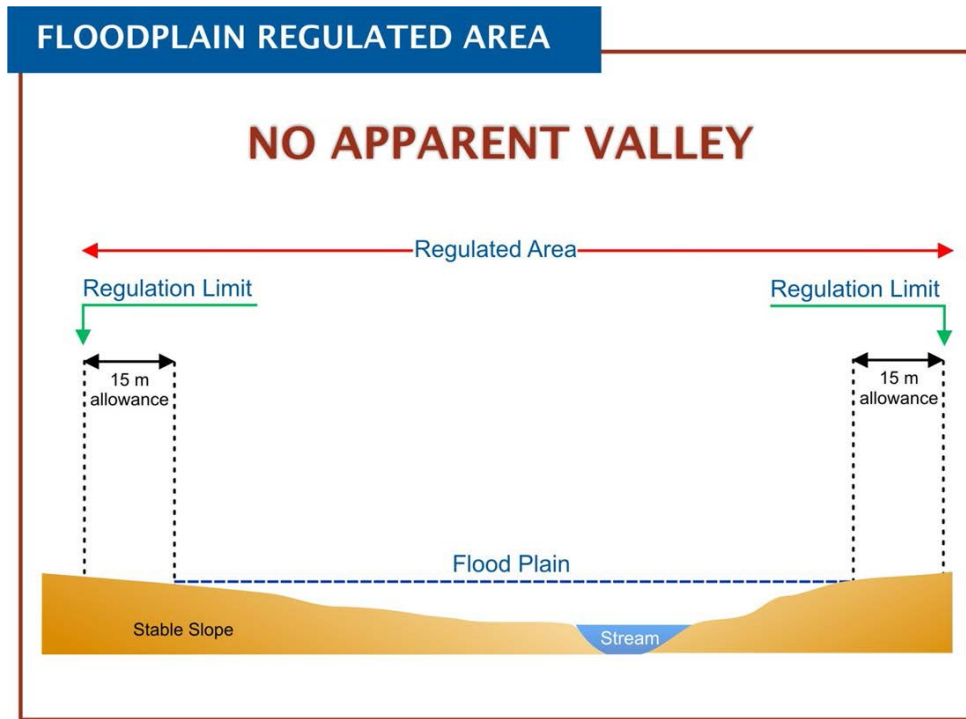 FLOODPLAIN REGULATED AREA
NO APPARENT VALLEY
Regulated Area
Regulation Limit
Regulation Limit
15 m
allowance
15 m
allowance
Flood Plain
Stable Slope
Stream